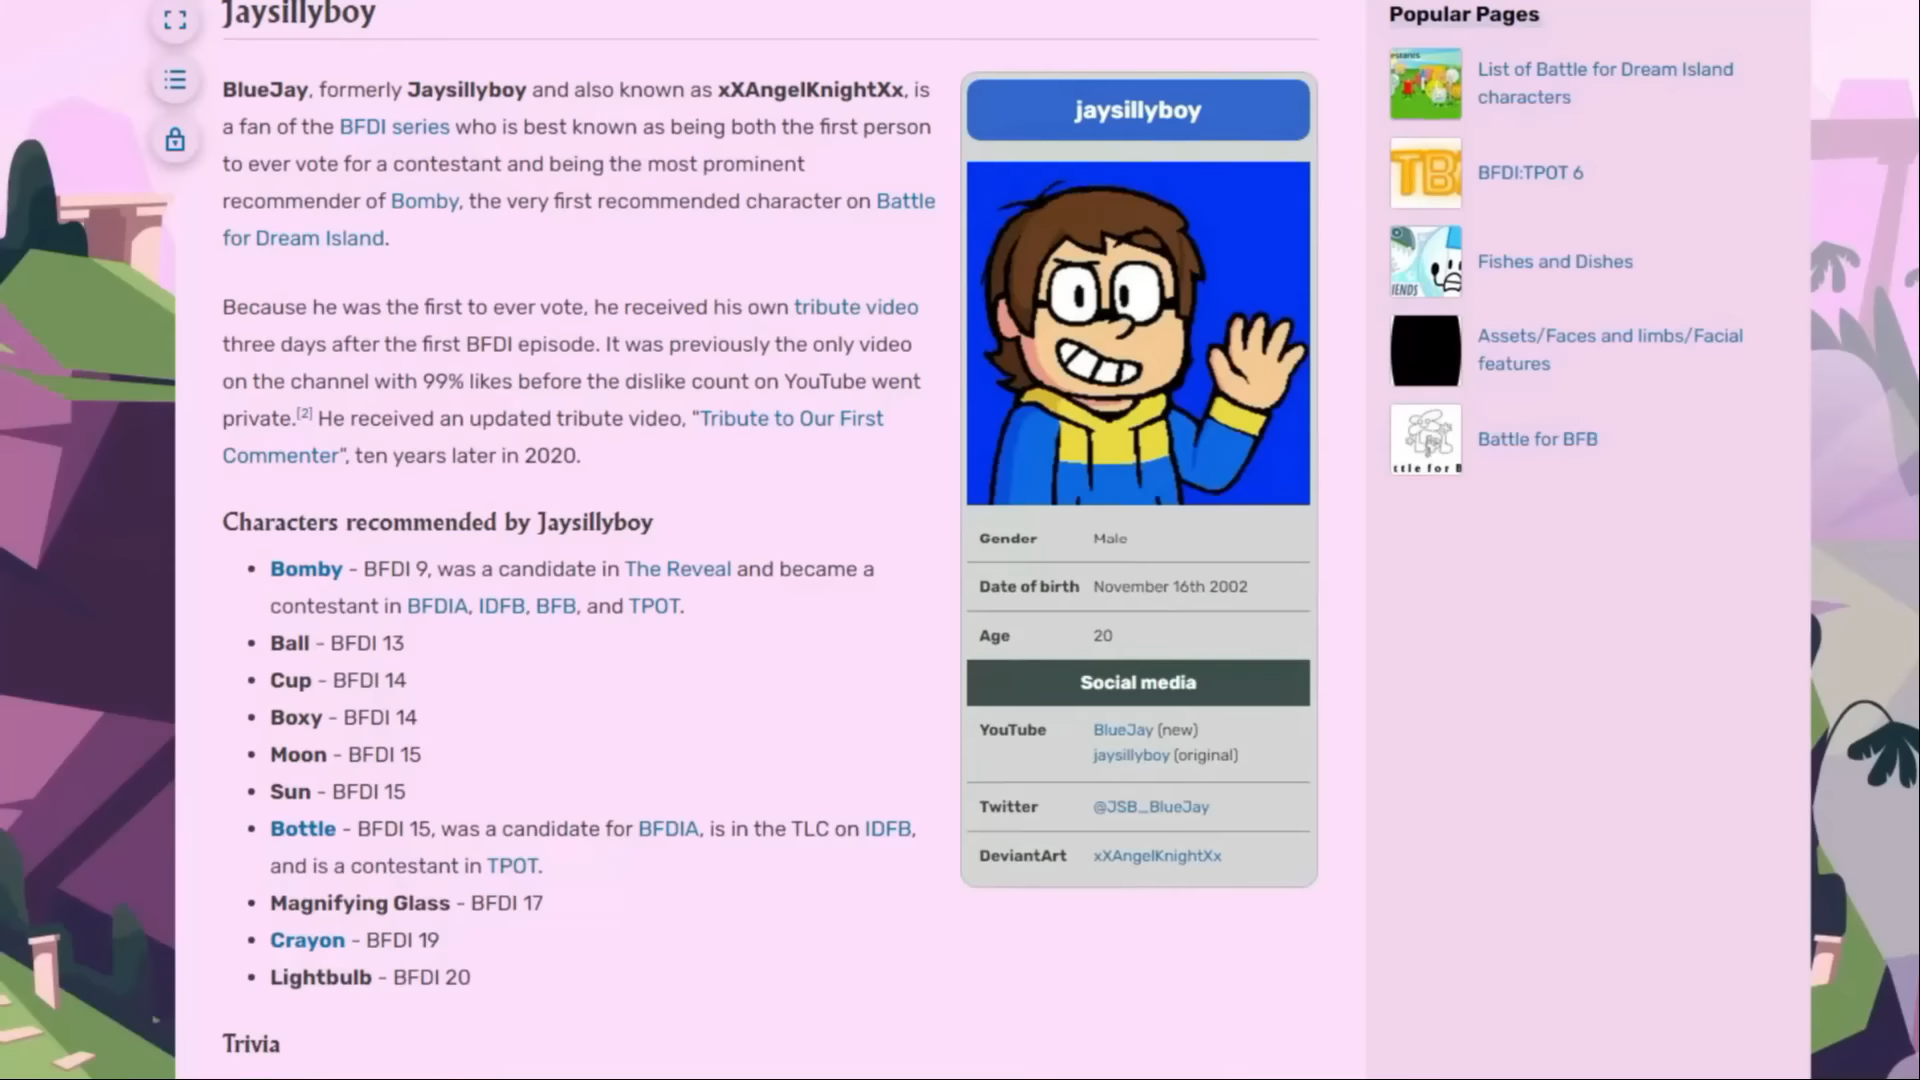 Jaysillyboy
BlueJay, formerly Jaysillyboy and also known as xXAngelKnightXx, is
a fan of the BFDI series who is best known as being both the first person
to ever vote for a contestant and being the most prominent
recommender of Bomby, the very first recommended character on Battle
for Dream Island.
Because he was the first to ever vote, he received his own tribute video
three days after the first BFDI episode. It was previously the only video
on the channel with 99% likes before the dislike count on YouTube went
private.[2] He received an updated tribute video, "Tribute to Our First
Commenter", ten years later in 2020.
Characters recommended by Jaysillyboy
• Bomby - BFDI 9, was a candidate in The Reveal and became a
contestant in BFDIA, IDFB, BFB, and TPOT.
• Ball - BFDI 13
• Cup - BFDI 14
• Boxy - BFDI 14
• Moon - BFDI 15
• Sun - BFDI 15
• Bottle - BFDI 15, was a candidate for BFDIA, is in the TLC on IDFB,
and is a contestant in TPOT.
• Magnifying Glass - BFDI 17
• Crayon - BFDI 19
• Lightbulb - BFDI 20
Trivia
jaysillyboy
Gender Male
Date of birth November 16th 2002
Age 20
Social media
YouTube BlueJay (new)
jaysillyboy (original)
Twitter @JSB_BlueJay
DeviantArt xXAngelKnightXx
Popular Pages
List of Battle for Dream Island
characters
TB
BFDI:TPOT 6
IENDS
Fishes and Dishes
Assets/Faces and limbs/Facial
features
ttle for B
Battle for BFB